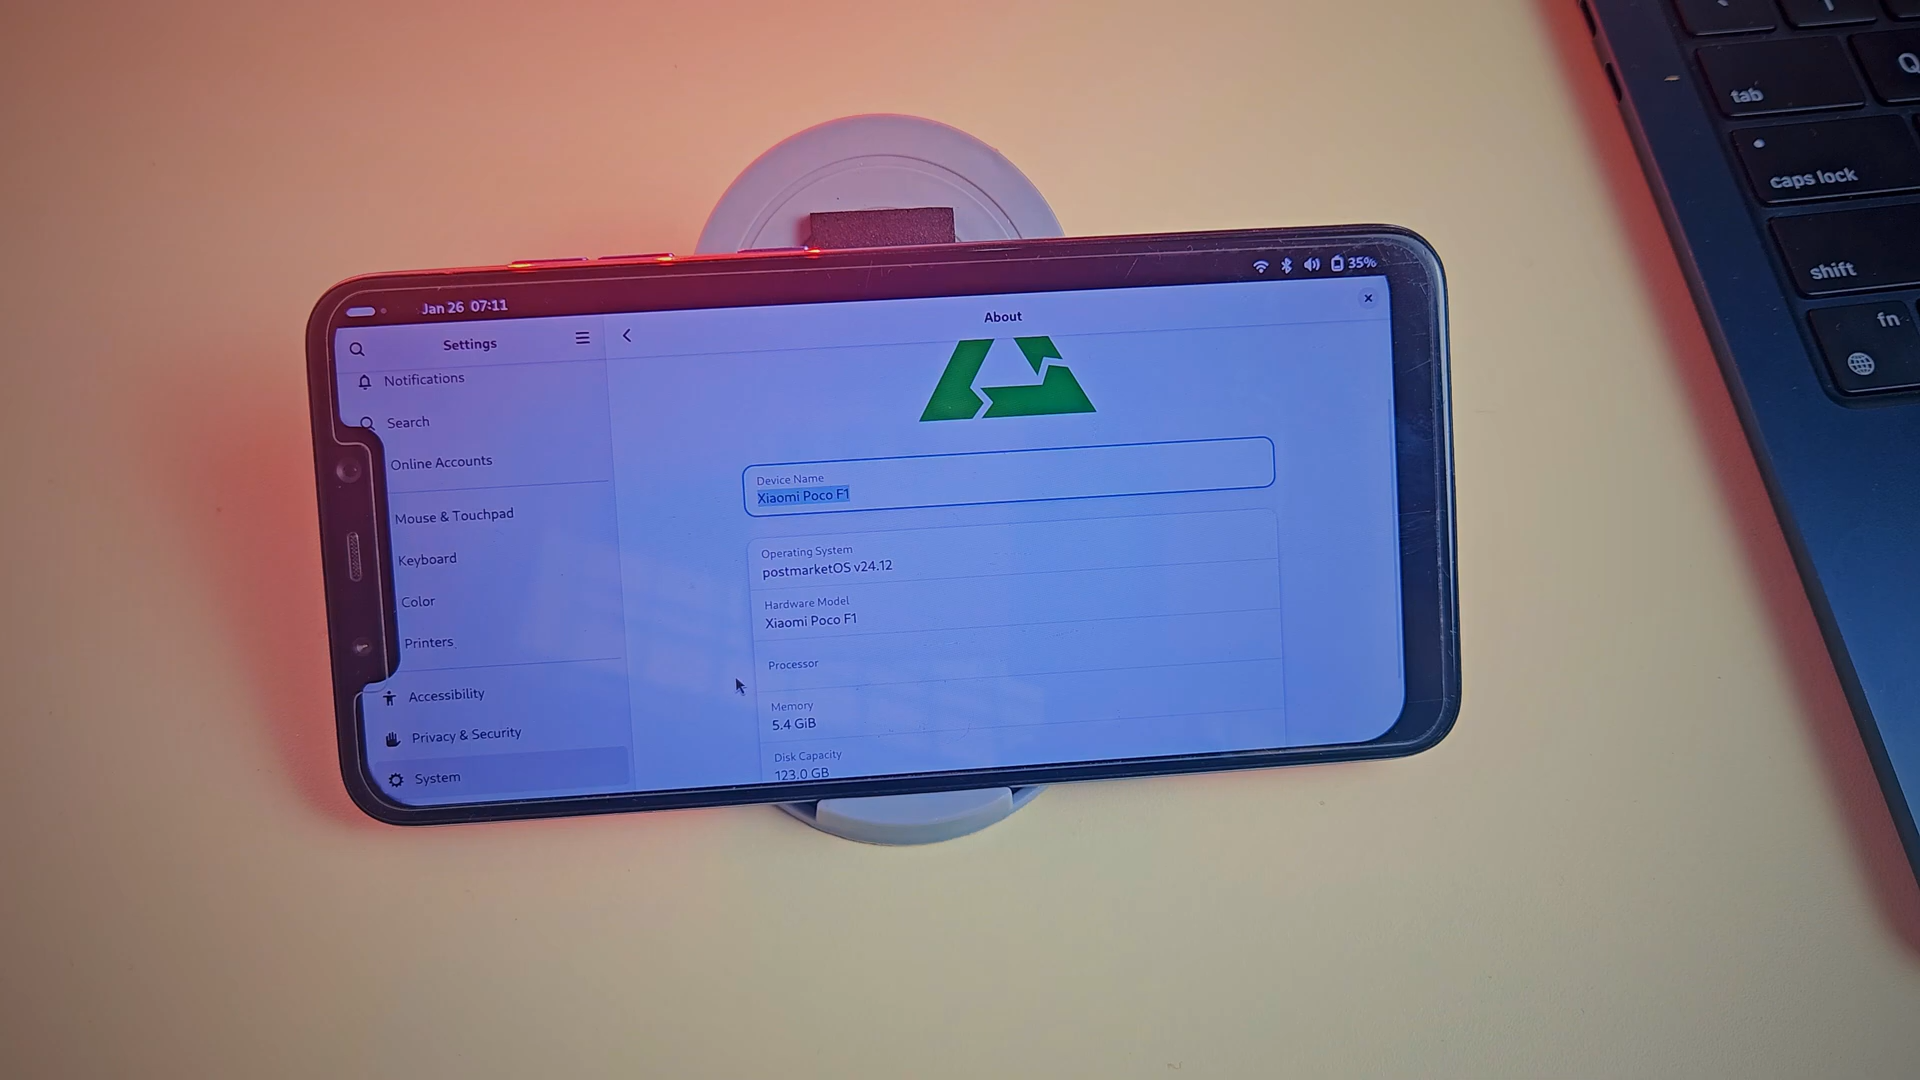 Jan 26 07:11
35%
Settings
About
Notifications
Search
Online Accounts
Mouse & Touchpad
Keyboard
Color
Printers
Accessibility
Privacy & Security
System
Device Name
Xiaomi Poco F1
Operating System
postmarketOS v24.12
Hardware Model
Xiaomi Poco F1
Processor
Memory
5.4 GiB
Disk Capacity
123.0 GB
Q
tab
caps lock
shift
fn